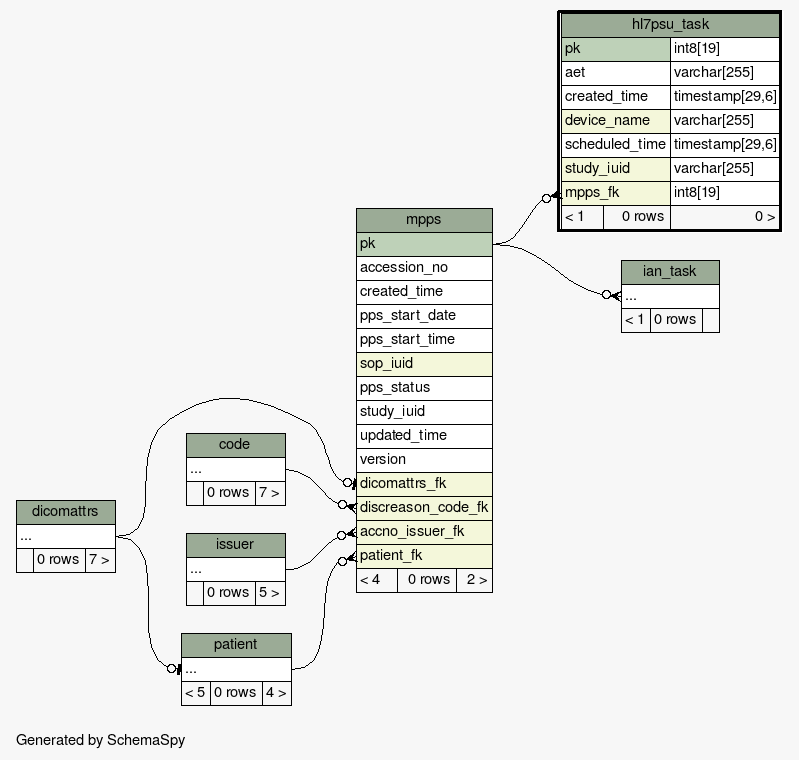 hl7psu_task
pk int8[19]
aet varchar[255]
created_time timestamp[29,6]
device_name varchar[255]
scheduled_time timestamp[29,6]
study_iuid varchar[255]
mpps_fk int8[19]
< 1 0 rows 0 >
mpps
pk
accession_no
created_time
pps_start_date
pps_start_time
sop_iuid
pps_status
study_iuid
updated_time
version
dicomattrs_fk
discreason_code_fk
accno_issuer_fk
patient_fk
< 4 0 rows 2 >
ian_task
...
< 1 0 rows
code
...
0 rows 7 >
dicomattrs
...
0 rows 7 >
issuer
...
0 rows 5 >
patient
...
< 5 0 rows 4 >
Generated by SchemaSpy